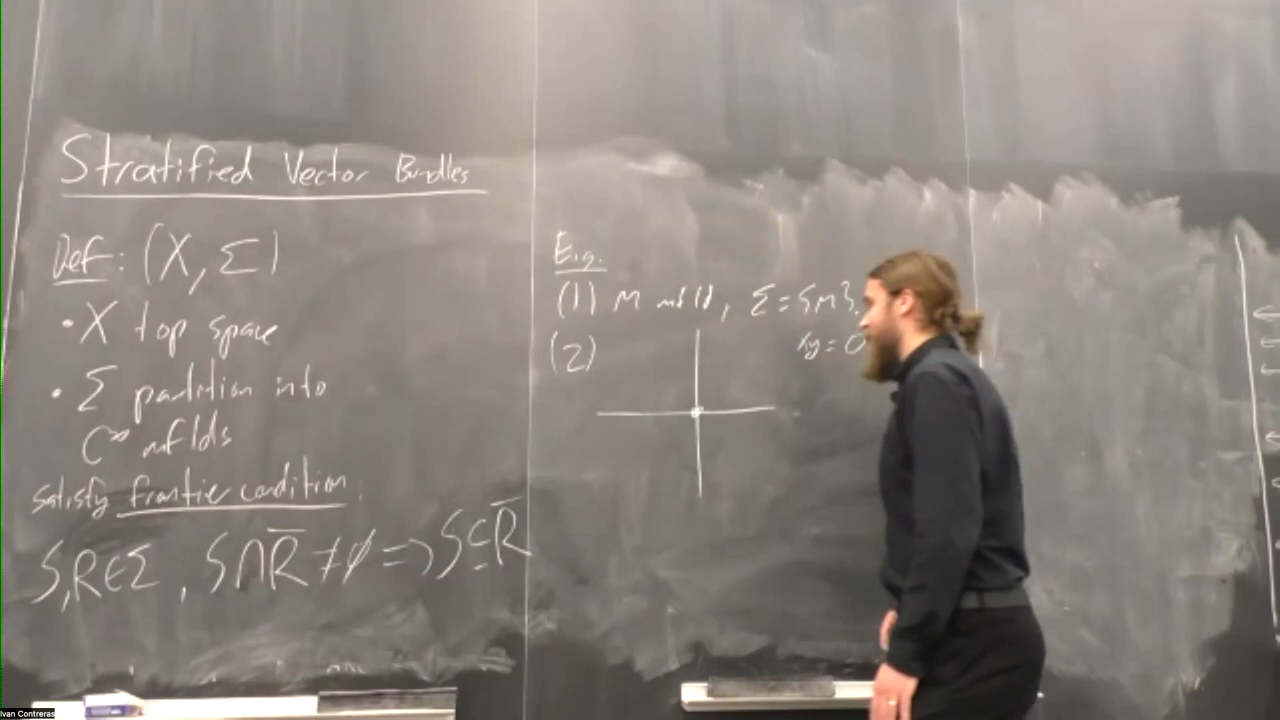 Stratified Vector Bundles
Def: (X, Σ)
• X top space
• Σ partition into
C∞ mflds
satisfy frontier condition:
S,R∈Σ, S∩R̅ ≠ ∅ => S⊆R̅
E.g.
(1) M mfld, Σ={M}.
(2)
xy=0
Ivan Contreras